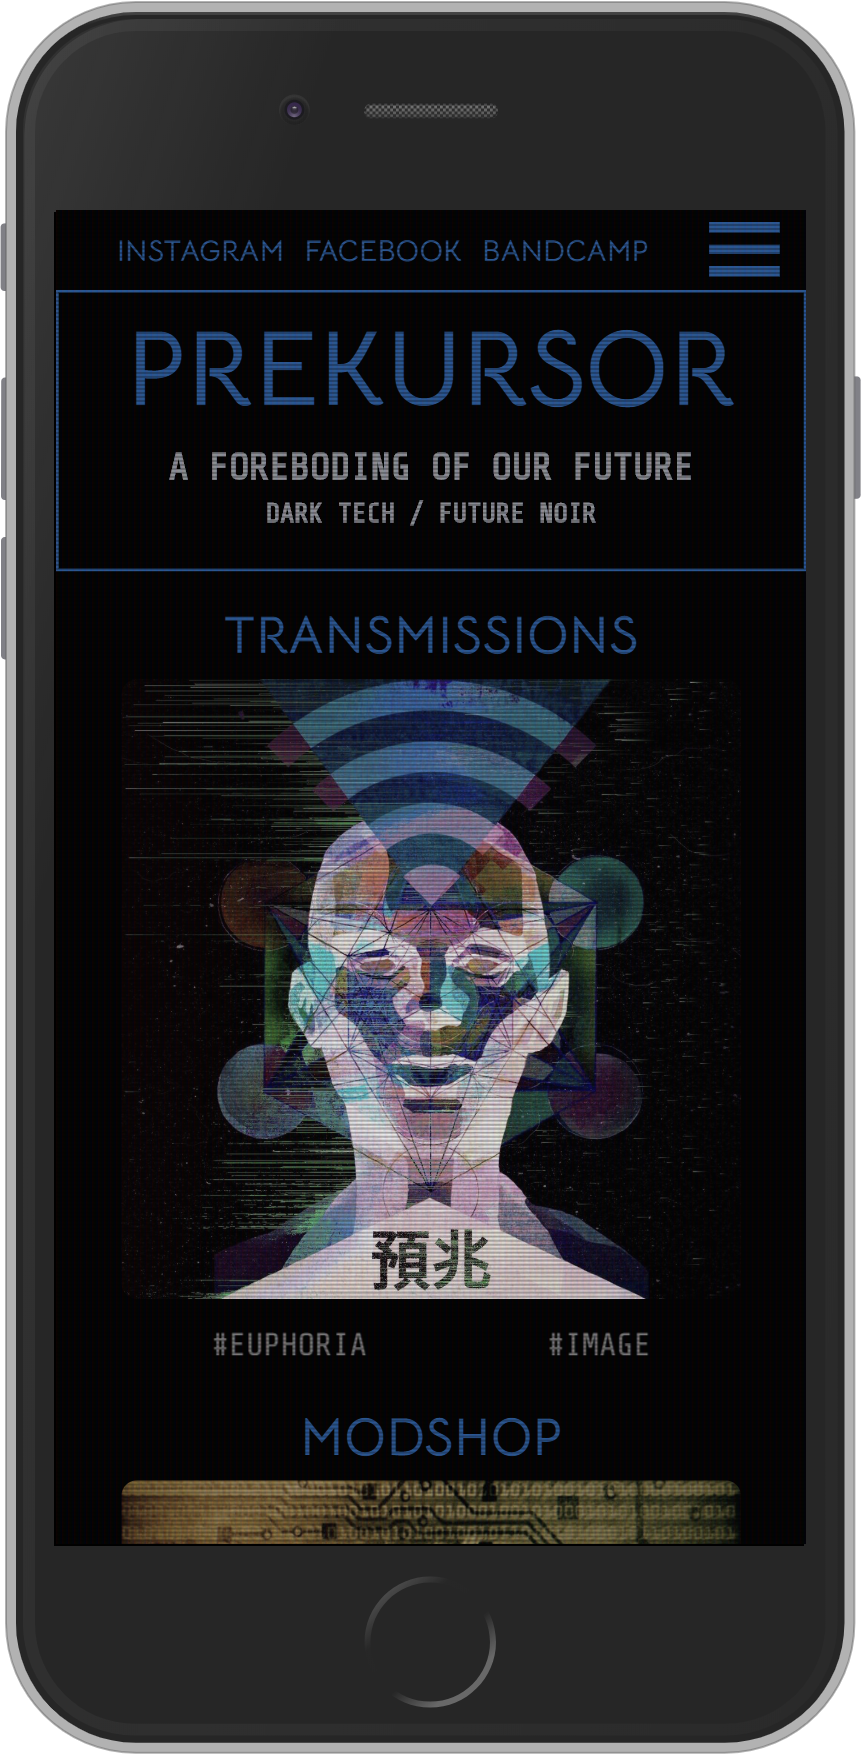 INSTAGRAM FACEBOOK BANDCAMP
PREKURSOR
A FOREBODING OF OUR FUTURE
DARK TECH / FUTURE NOIR
TRANSMISSIONS
預兆
#EUPHORIA #IMAGE
MODSHOP